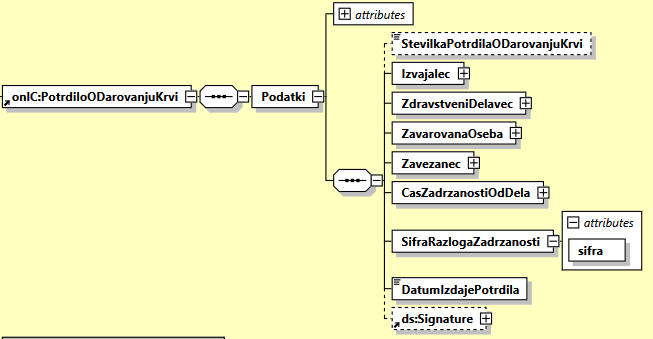 attributes
StevilkaPotrdilaODarovanjuKrvi
Izvajalec
onIC:PotrdiloODarovanjuKrvi
Podatki
ZdravstveniDelavec
ZavarovanaOseba
Zavezanec
CasZadrzanostiOdDela
SifraRazlogaZadrzanosti
attributes
sifra
DatumIzdajePotrdila
ds:Signature